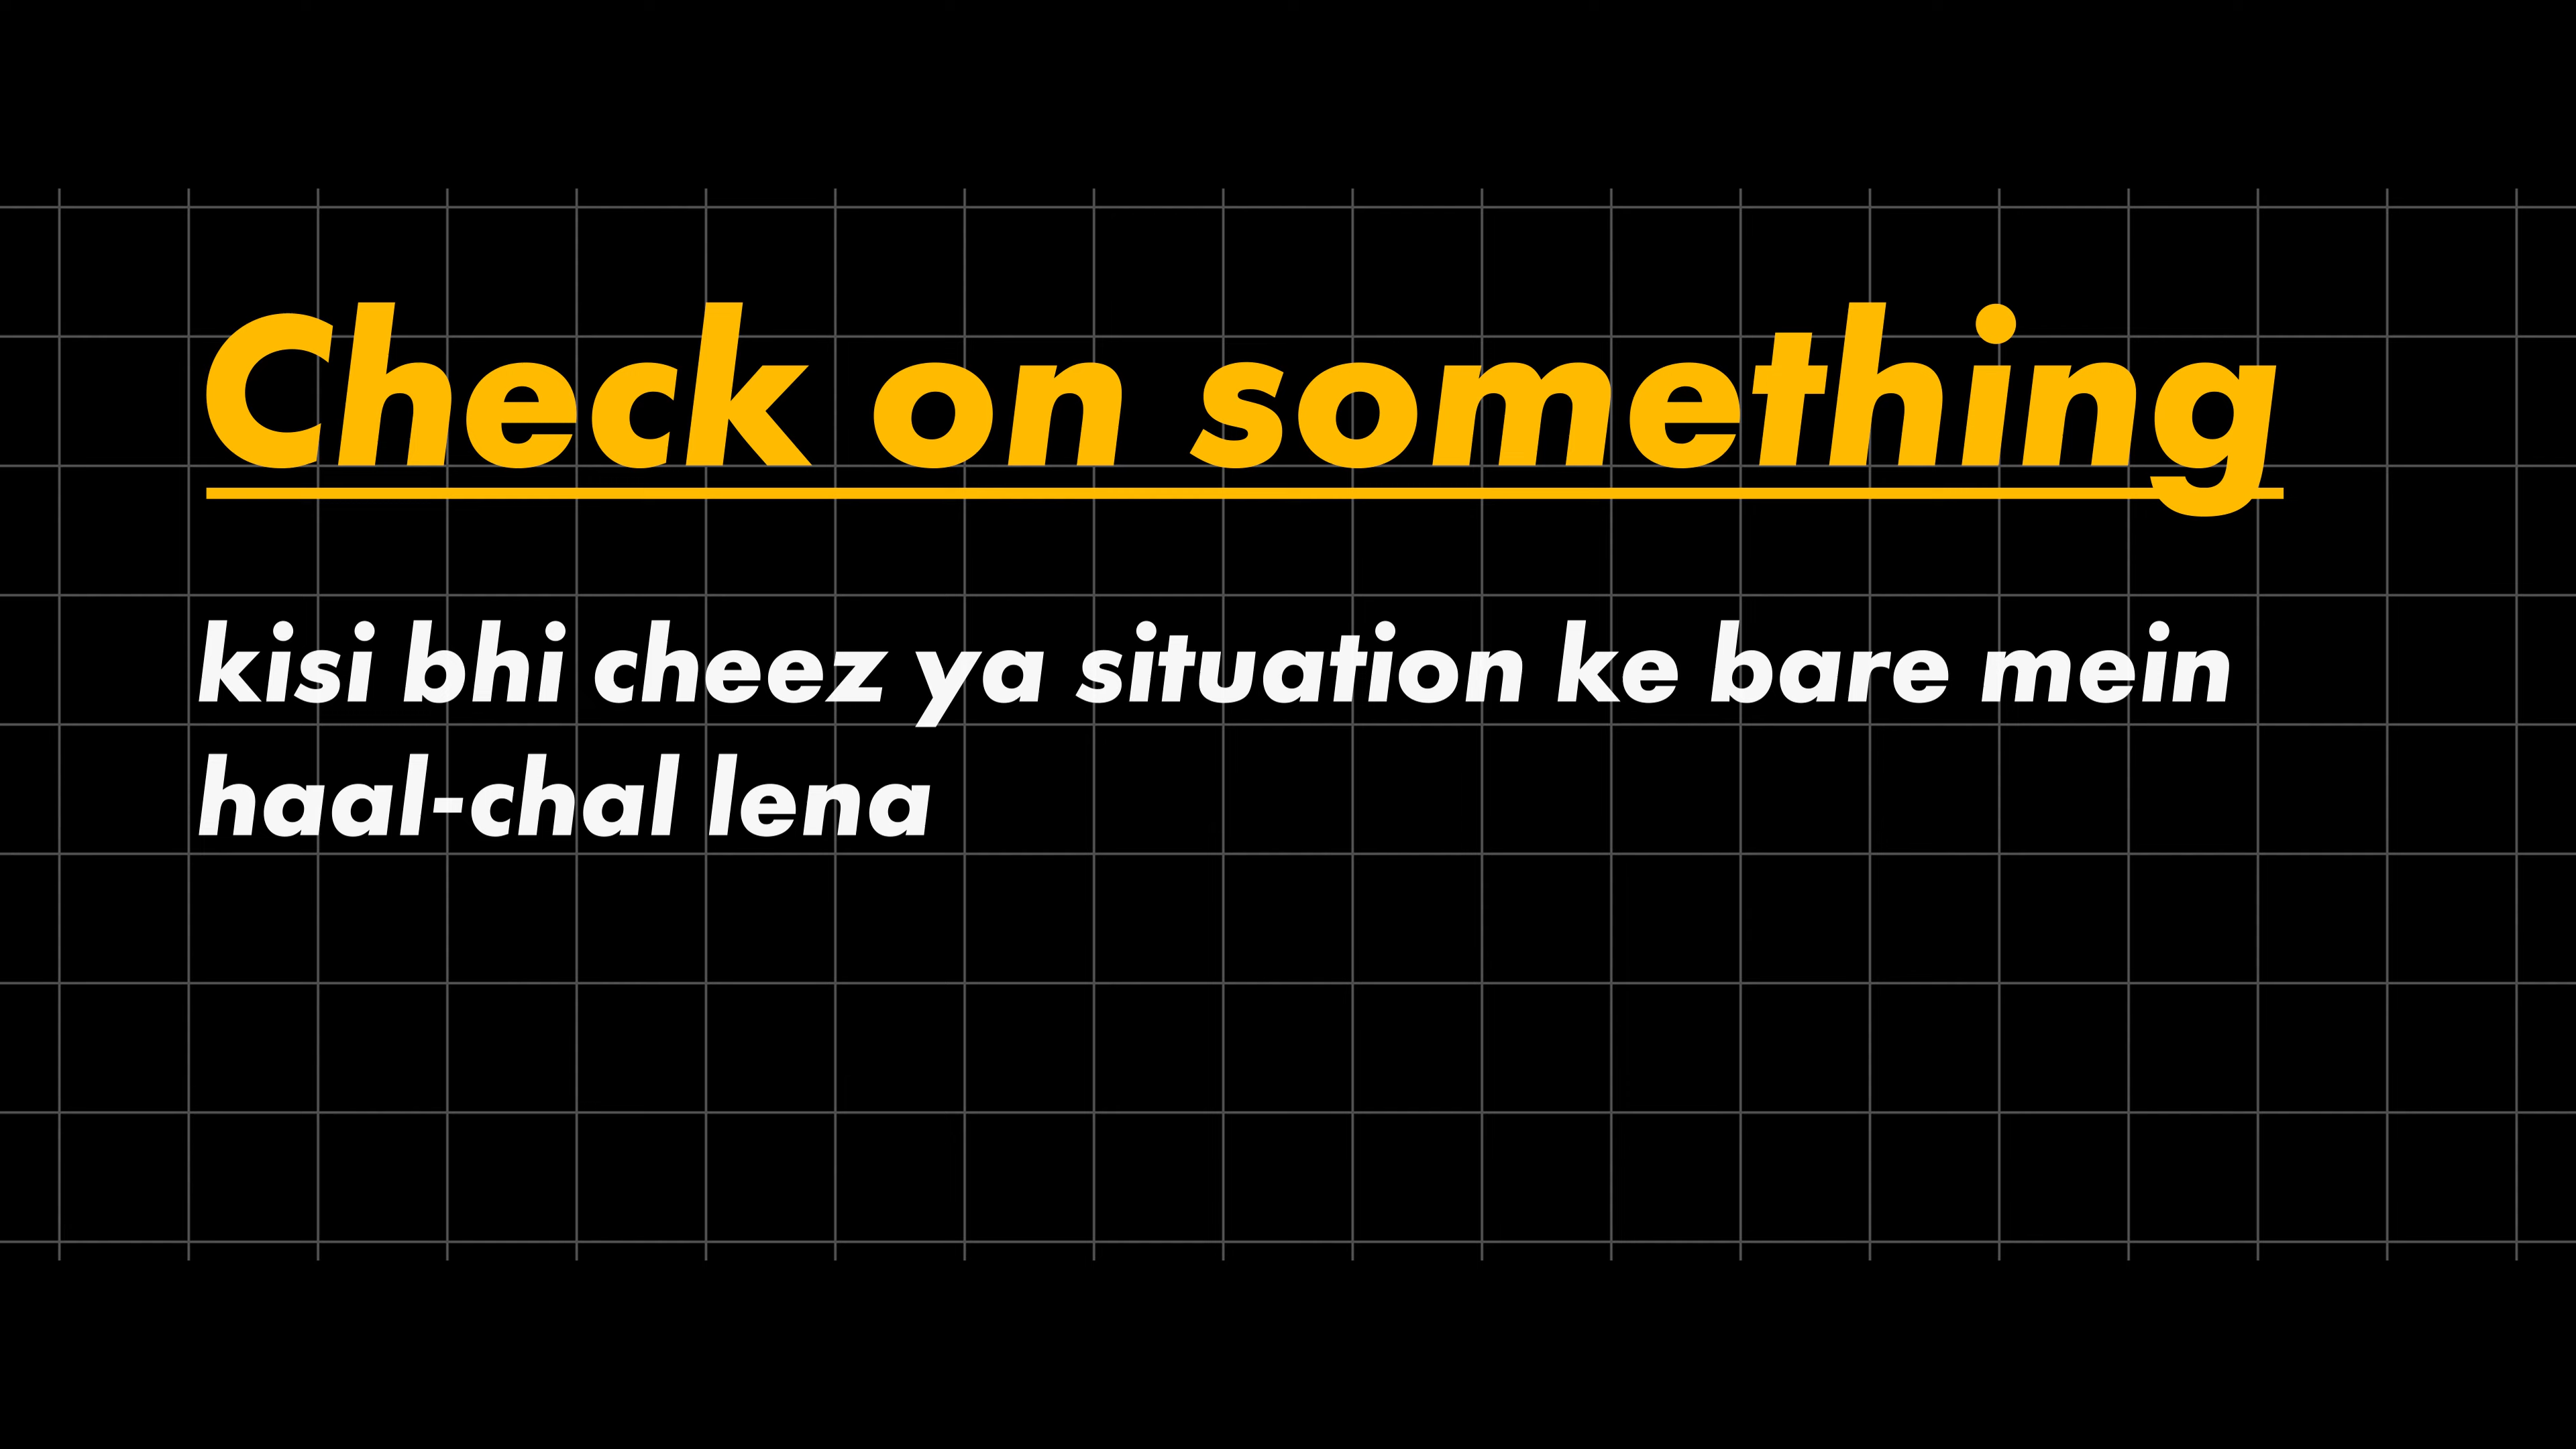 Check on something
kisi bhi cheez ya situation ke bare mein
haal-chal lena